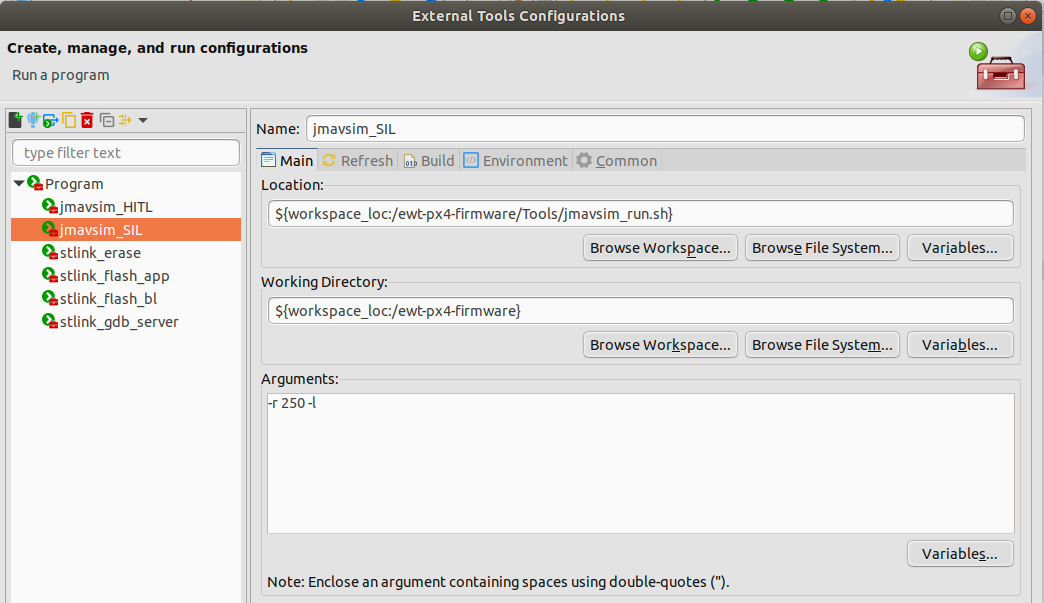 External Tools Configurations
Create, manage, and run configurations
Run a program
type filter text
Program
jmavsim_HITL
jmavsim_SIL
stlink_erase
stlink_flash_app
stlink_flash_bl
stlink_gdb_server
Name: jmavsim_SIL
Main Refresh Build Environment Common
Location:
${workspace_loc:/ewt-px4-firmware/Tools/jmavsim_run.sh}
Browse Workspace... Browse File System... Variables...
Working Directory:
${workspace_loc:/ewt-px4-firmware}
Browse Workspace... Browse File System... Variables...
Arguments:
-r 250 -l
Variables...
Note: Enclose an argument containing spaces using double-quotes (").